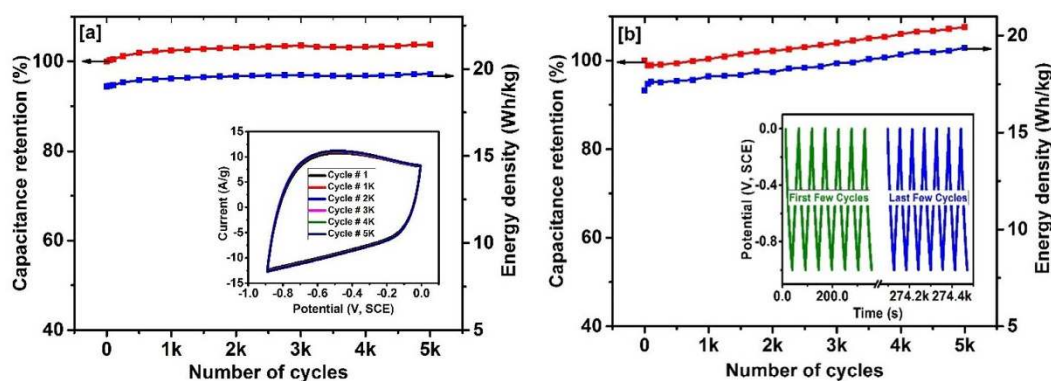 [a]
Capacitance retention (%)
100
80
60
40
0
1k
2k
3k
4k
5k
Number of cycles
20
15
10
5
Energy density (Wh/kg)
Current (A/g)
15
10
5
0
-5
-10
-15
-1.0
-0.8
-0.6
-0.4
-0.2
0.0
Potential (V, SCE)
Cycle # 1
Cycle # 1K
Cycle # 2K
Cycle # 3K
Cycle # 4K
Cycle # 5K
[b]
Capacitance retention (%)
100
80
60
40
0
1k
2k
3k
4k
5k
Number of cycles
20
15
10
5
Energy density (Wh/kg)
Potential (V, SCE)
0.0
-0.4
-0.8
First Few Cycles
Last Few Cycles
0.0
200.0
274.2k
274.4k
Time (s)